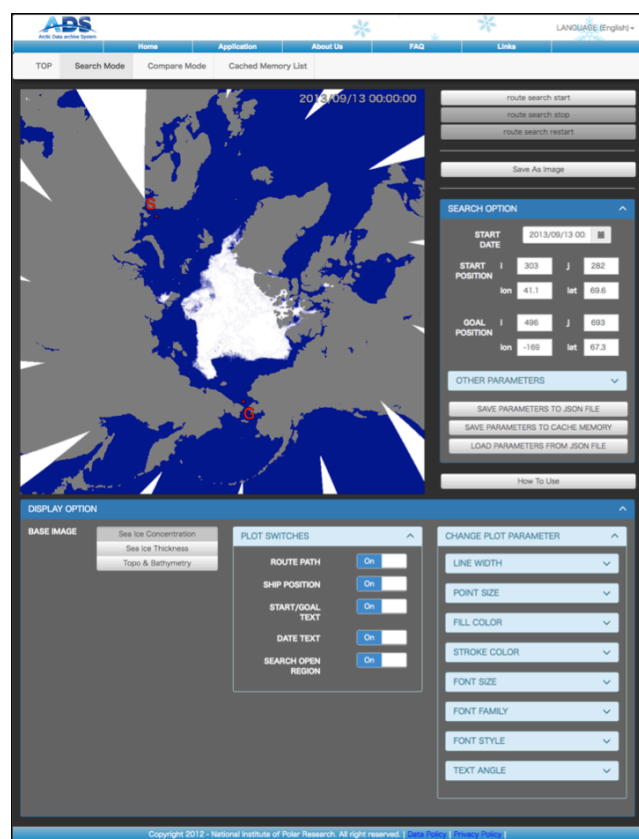 ADS
Arctic Data archive System
LANGUAGE (English)
Home Application About Us FAQ Links
TOP Search Mode Compare Mode Cached Memory List
2013/09/13 00:00:00
S
G
route search start
route search stop
route search restart
Save As Image
SEARCH OPTION
START DATE 2013/09/13 00:
START POSITION I 303 J 282
lon 41.1 lat 69.6
GOAL POSITION I 496 J 693
lon -169 lat 67.3
OTHER PARAMETERS
SAVE PARAMETERS TO JSON FILE
SAVE PARAMETERS TO CACHE MEMORY
LOAD PARAMETERS FROM JSON FILE
How To Use
DISPLAY OPTION
BASE IMAGE
Sea Ice Concentration
Sea Ice Thickness
Topo & Bathymetry
PLOT SWITCHES
ROUTE PATH On
SHIP POSITION On
START/GOAL
TEXT On
DATE TEXT On
SEARCH OPEN
REGION On
CHANGE PLOT PARAMETER
LINE WIDTH
POINT SIZE
FILL COLOR
STROKE COLOR
FONT SIZE
FONT FAMILY
FONT STYLE
TEXT ANGLE
Copyright 2012 - National Institute of Polar Research. All right reserved. | Data Policy | Privacy Policy |